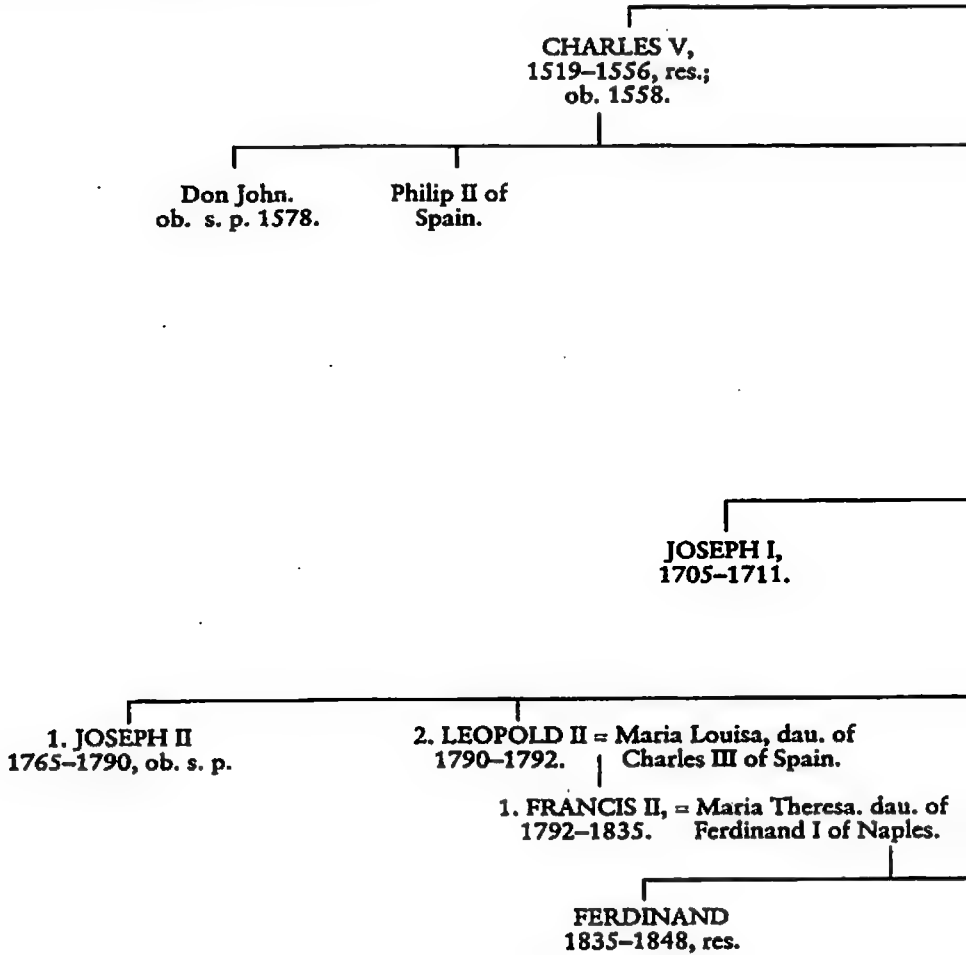 CHARLES V,
1519–1556, res.;
ob. 1558.
Don John.
ob. s. p. 1578.
Philip II of
Spain.
JOSEPH I,
1705–1711.
1. JOSEPH II
1765–1790, ob. s. p.
2. LEOPOLD II = Maria Louisa, dau. of
1790–1792. Charles III of Spain.
1. FRANCIS II, = Maria Theresa. dau. of
1792–1835. Ferdinand I of Naples.
FERDINAND
1835–1848, res.